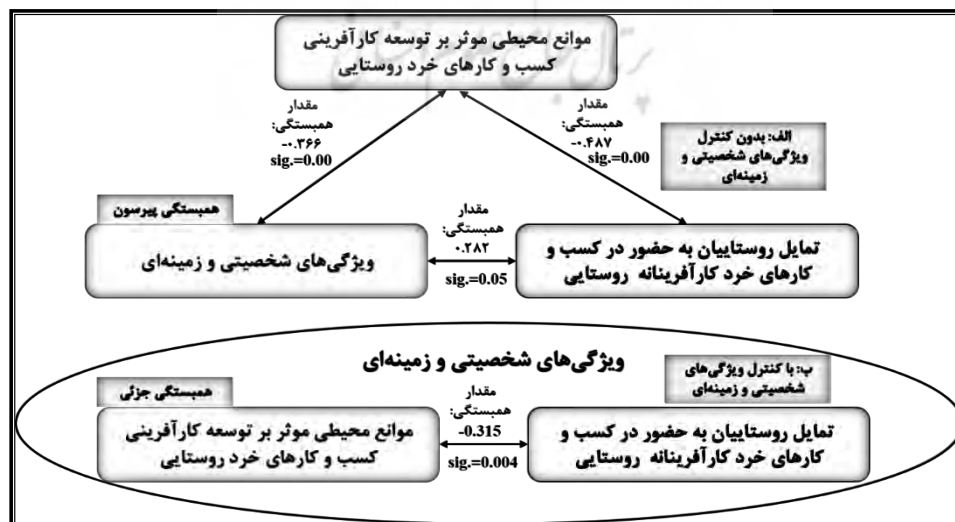 موانع محیطی موثر بر توسعه کارآفرینی
کسب و کارهای خرد روستایی
مقدار
همبستگی:
-۰.۳۶۶
sig.=0.00
مقدار
همبستگی:
-۰.۴۸۷
sig.=0.00
الف: بدون کنترل
ویژگی‌های شخصیتی و
زمینه‌ای
همبستگی پیرسون
ویژگی‌های شخصیتی و زمینه‌ای
مقدار
همبستگی:
۰.۲۸۲
sig.=0.05
تمایل روستاییان به حضور در کسب و
کارهای خرد کارآفرینانه روستایی
ویژگی‌های شخصیتی و زمینه‌ای
ب: با کنترل ویژگی‌های
شخصیتی و زمینه‌ای
همبستگی جزئی
موانع محیطی موثر بر توسعه کارآفرینی
کسب و کارهای خرد روستایی
مقدار
همبستگی:
-0.315
sig.=0.004
تمایل روستاییان به حضور در کسب و
کارهای خرد کارآفرینانه روستایی